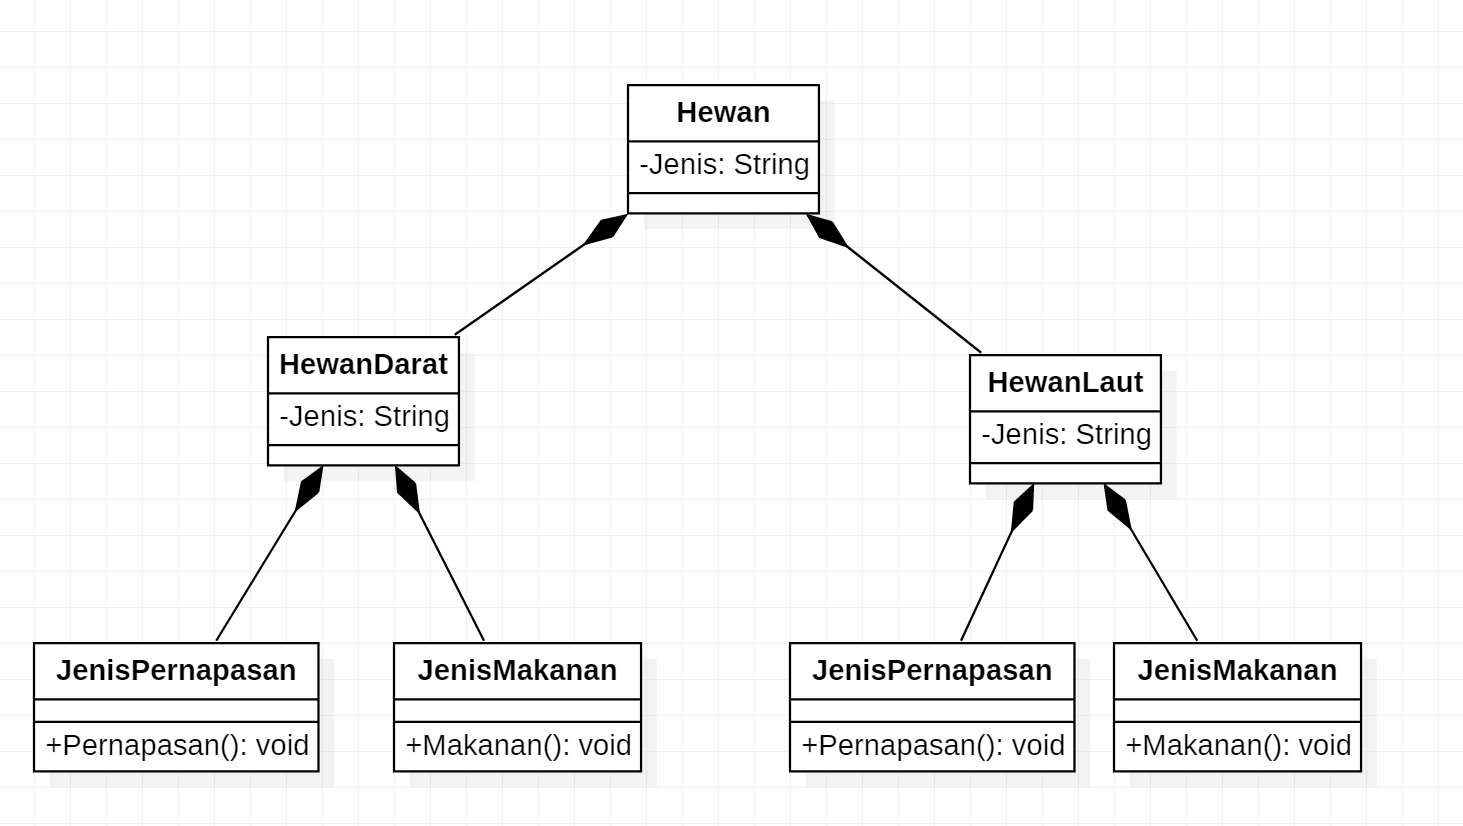 Hewan
-Jenis: String
HewanDarat
-Jenis: String
HewanLaut
-Jenis: String
JenisPernapasan
+Pernapasan(): void
JenisMakanan
+Makanan(): void
JenisPernapasan
+Pernapasan(): void
JenisMakanan
+Makanan(): void